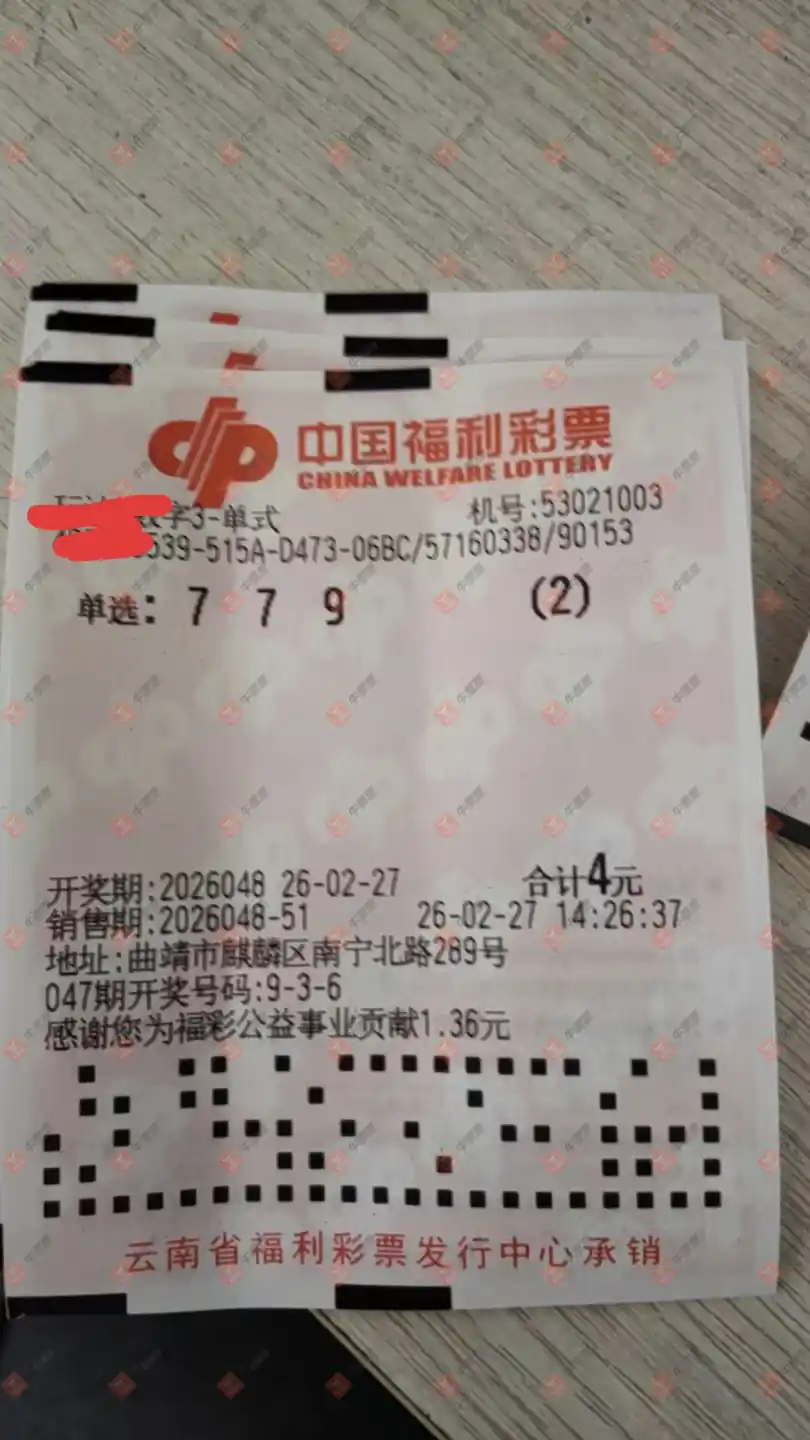 中国福利彩票
CHINA WELFARE LOTTERY
数字3-单式 机号:53021003
539-515A-D473-06BC/57160338/90153
单选: 7 7 9 (2)
开奖期:2026048 26-02-27 合计4元
销售期:2026048-51 26-02-27 14:26:37
地址:曲靖市麒麟区南宁北路289号
047期开奖号码:9-3-6
感谢您为福彩公益事业贡献1.36元
云南省福利彩票发行中心承销